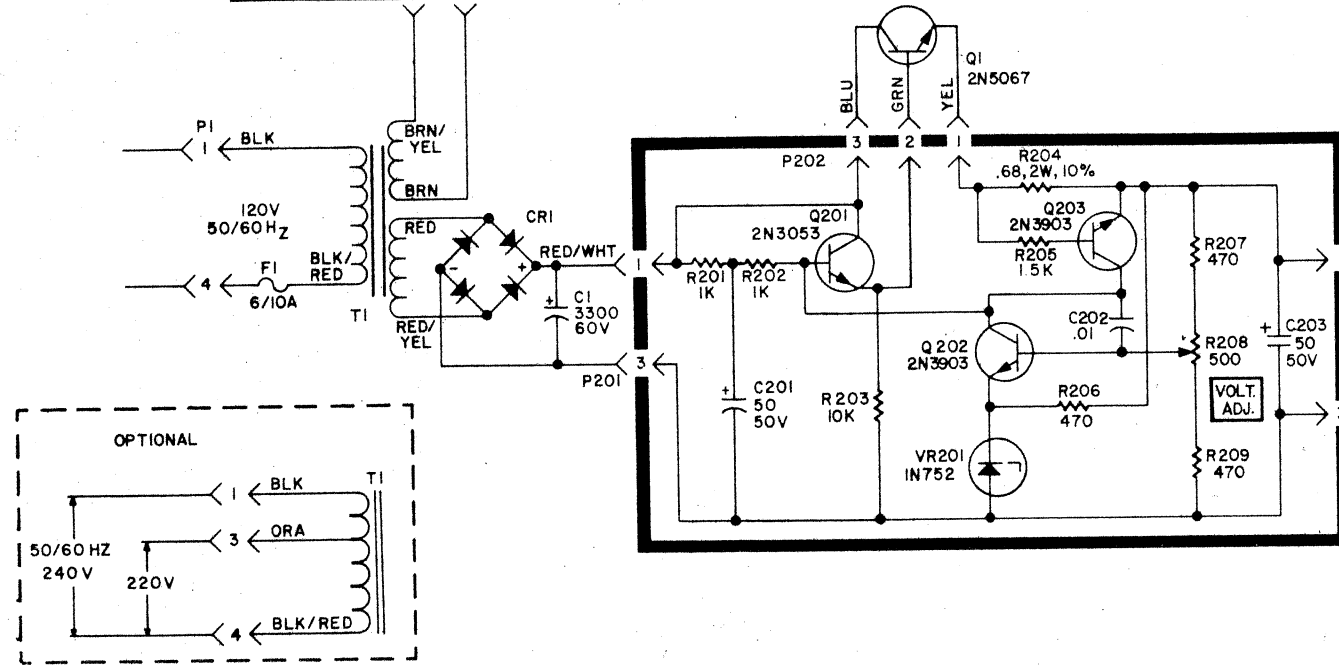 Q1
2N5067
BLU
GRN
YEL
P1
1
BLK
BRN/
YEL
BRN
120V
50/60HZ
BLK/
RED
4
F1
6/10A
T1
RED
RED/
YEL
CR1
-
+
RED/WHT
+
C1
3300
60V
1
3
P201
P202
3
2
1
R204
.68, 2W, 10%
Q201
2N3053
Q203
2N3903
R205
1.5K
R201
1K
R202
1K
R207
470
C202
.01
Q202
2N3903
R208
500
VOLT.
ADJ.
+
C203
50
50V
+
C201
50
50V
R203
10K
R206
470
VR201
1N752
R209
470
OPTIONAL
1
BLK
T1
3
ORA
50/60 HZ
240V
220V
4
BLK/RED